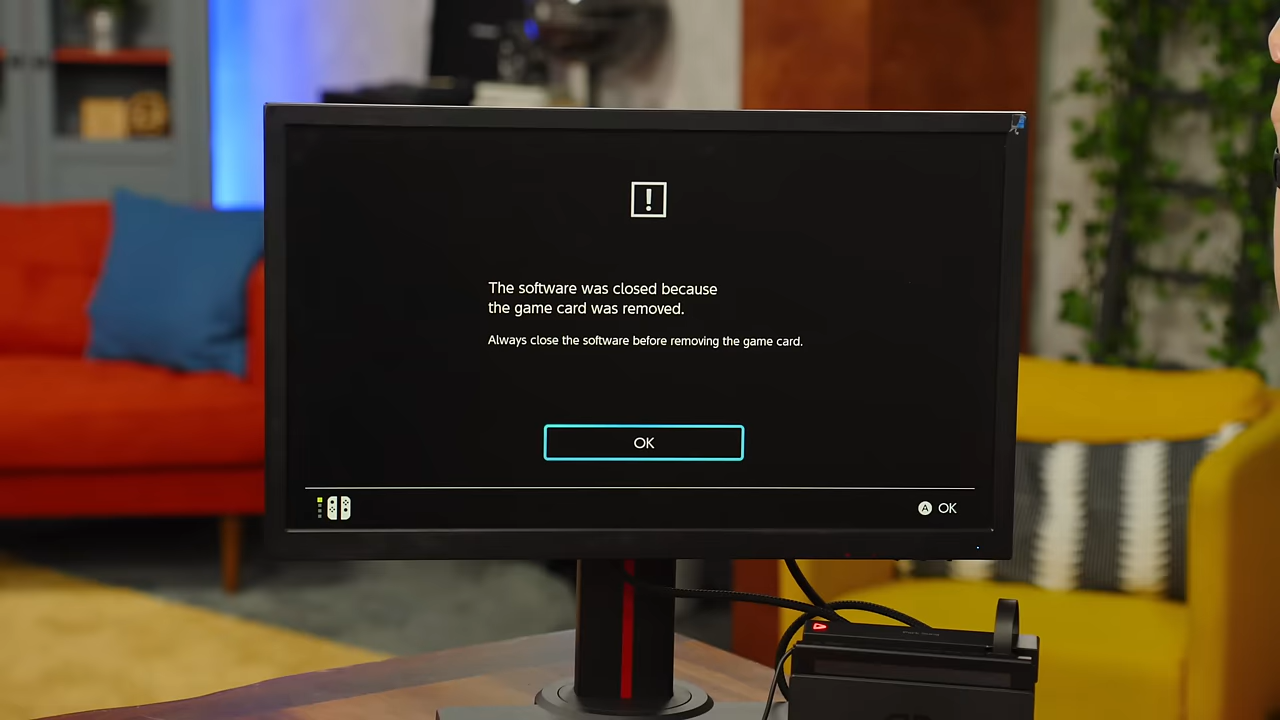 !
The software was closed because
the game card was removed.
Always close the software before removing the game card.
OK
A OK